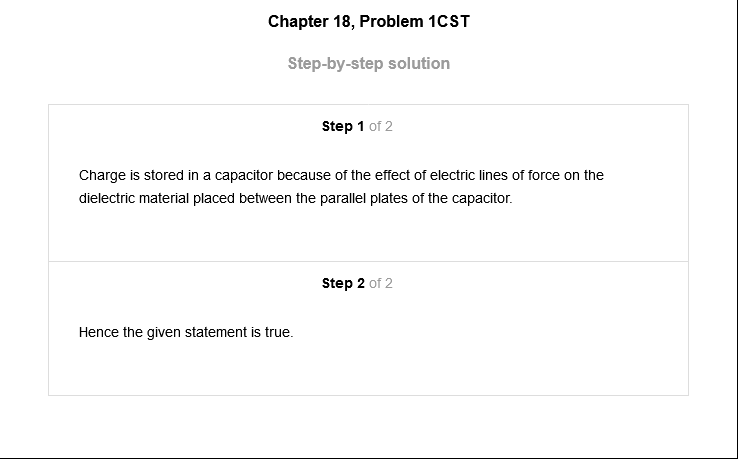 Chapter 18, Problem 1CST
Step-by-step solution
Step 1 of 2
Charge is stored in a capacitor because of the effect of electric lines of force on the
dielectric material placed between the parallel plates of the capacitor.
Step 2 of 2
Hence the given statement is true.